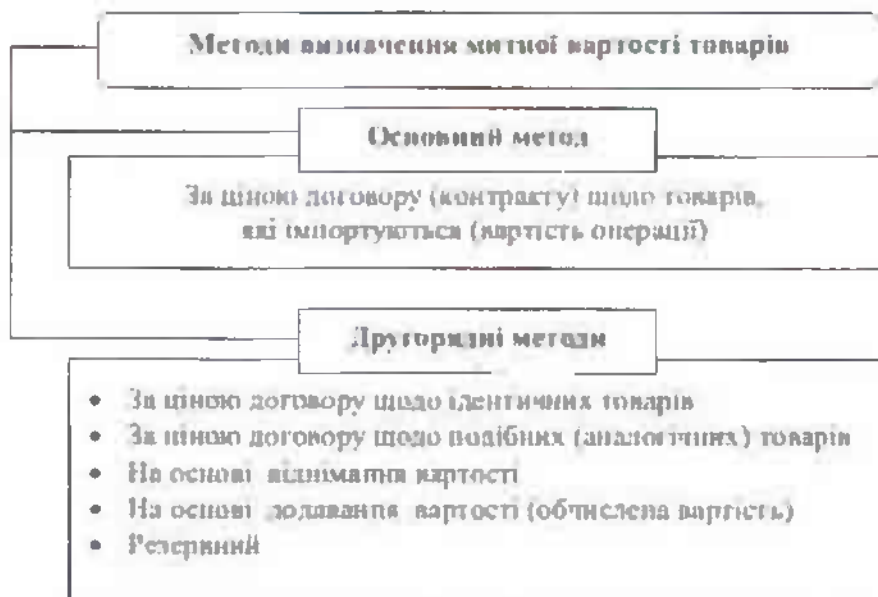 Методи визначення митної вартості товарів
Основний метод
За ціною договору (контракту) щодо товарів,
які імпортуються (вартість операції)
Другорядні методи
• За ціною договору щодо ідентичних товарів
• За ціною договору щодо подібних (аналогічних) товарів
• На основі віднімання вартості
• На основі додавання вартості (обчислена вартість)
• Резервний